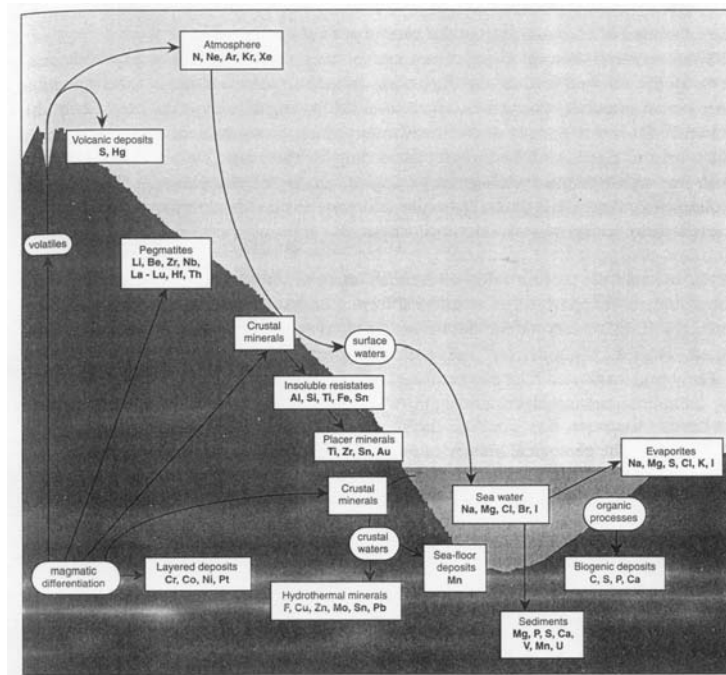 Atmosphere
N, Ne, Ar, Kr, Xe
Volcanic deposits
S, Hg
volatiles
Pegmatites
Li, Be, Zr, Nb,
La - Lu, Hf, Th
Crustal
minerals
surface
waters
Insoluble resistates
Al, Si, Ti, Fe, Sn
Placer minerals
Ti, Zr, Sn, Au
Evaporites
Na, Mg, S, Cl, K, I
Crustal
minerals
Sea water
Na, Mg, Cl, Br, I
organic
processes
crustal
waters
magmatic
differentiation
Layered deposits
Cr, Co, Ni, Pt
Sea-floor
deposits
Mn
Biogenic deposits
C, S, P, Ca
Hydrothermal minerals
F, Cu, Zn, Mo, Sn, Pb
Sediments
Mg, P, S, Ca,
V, Mn, U